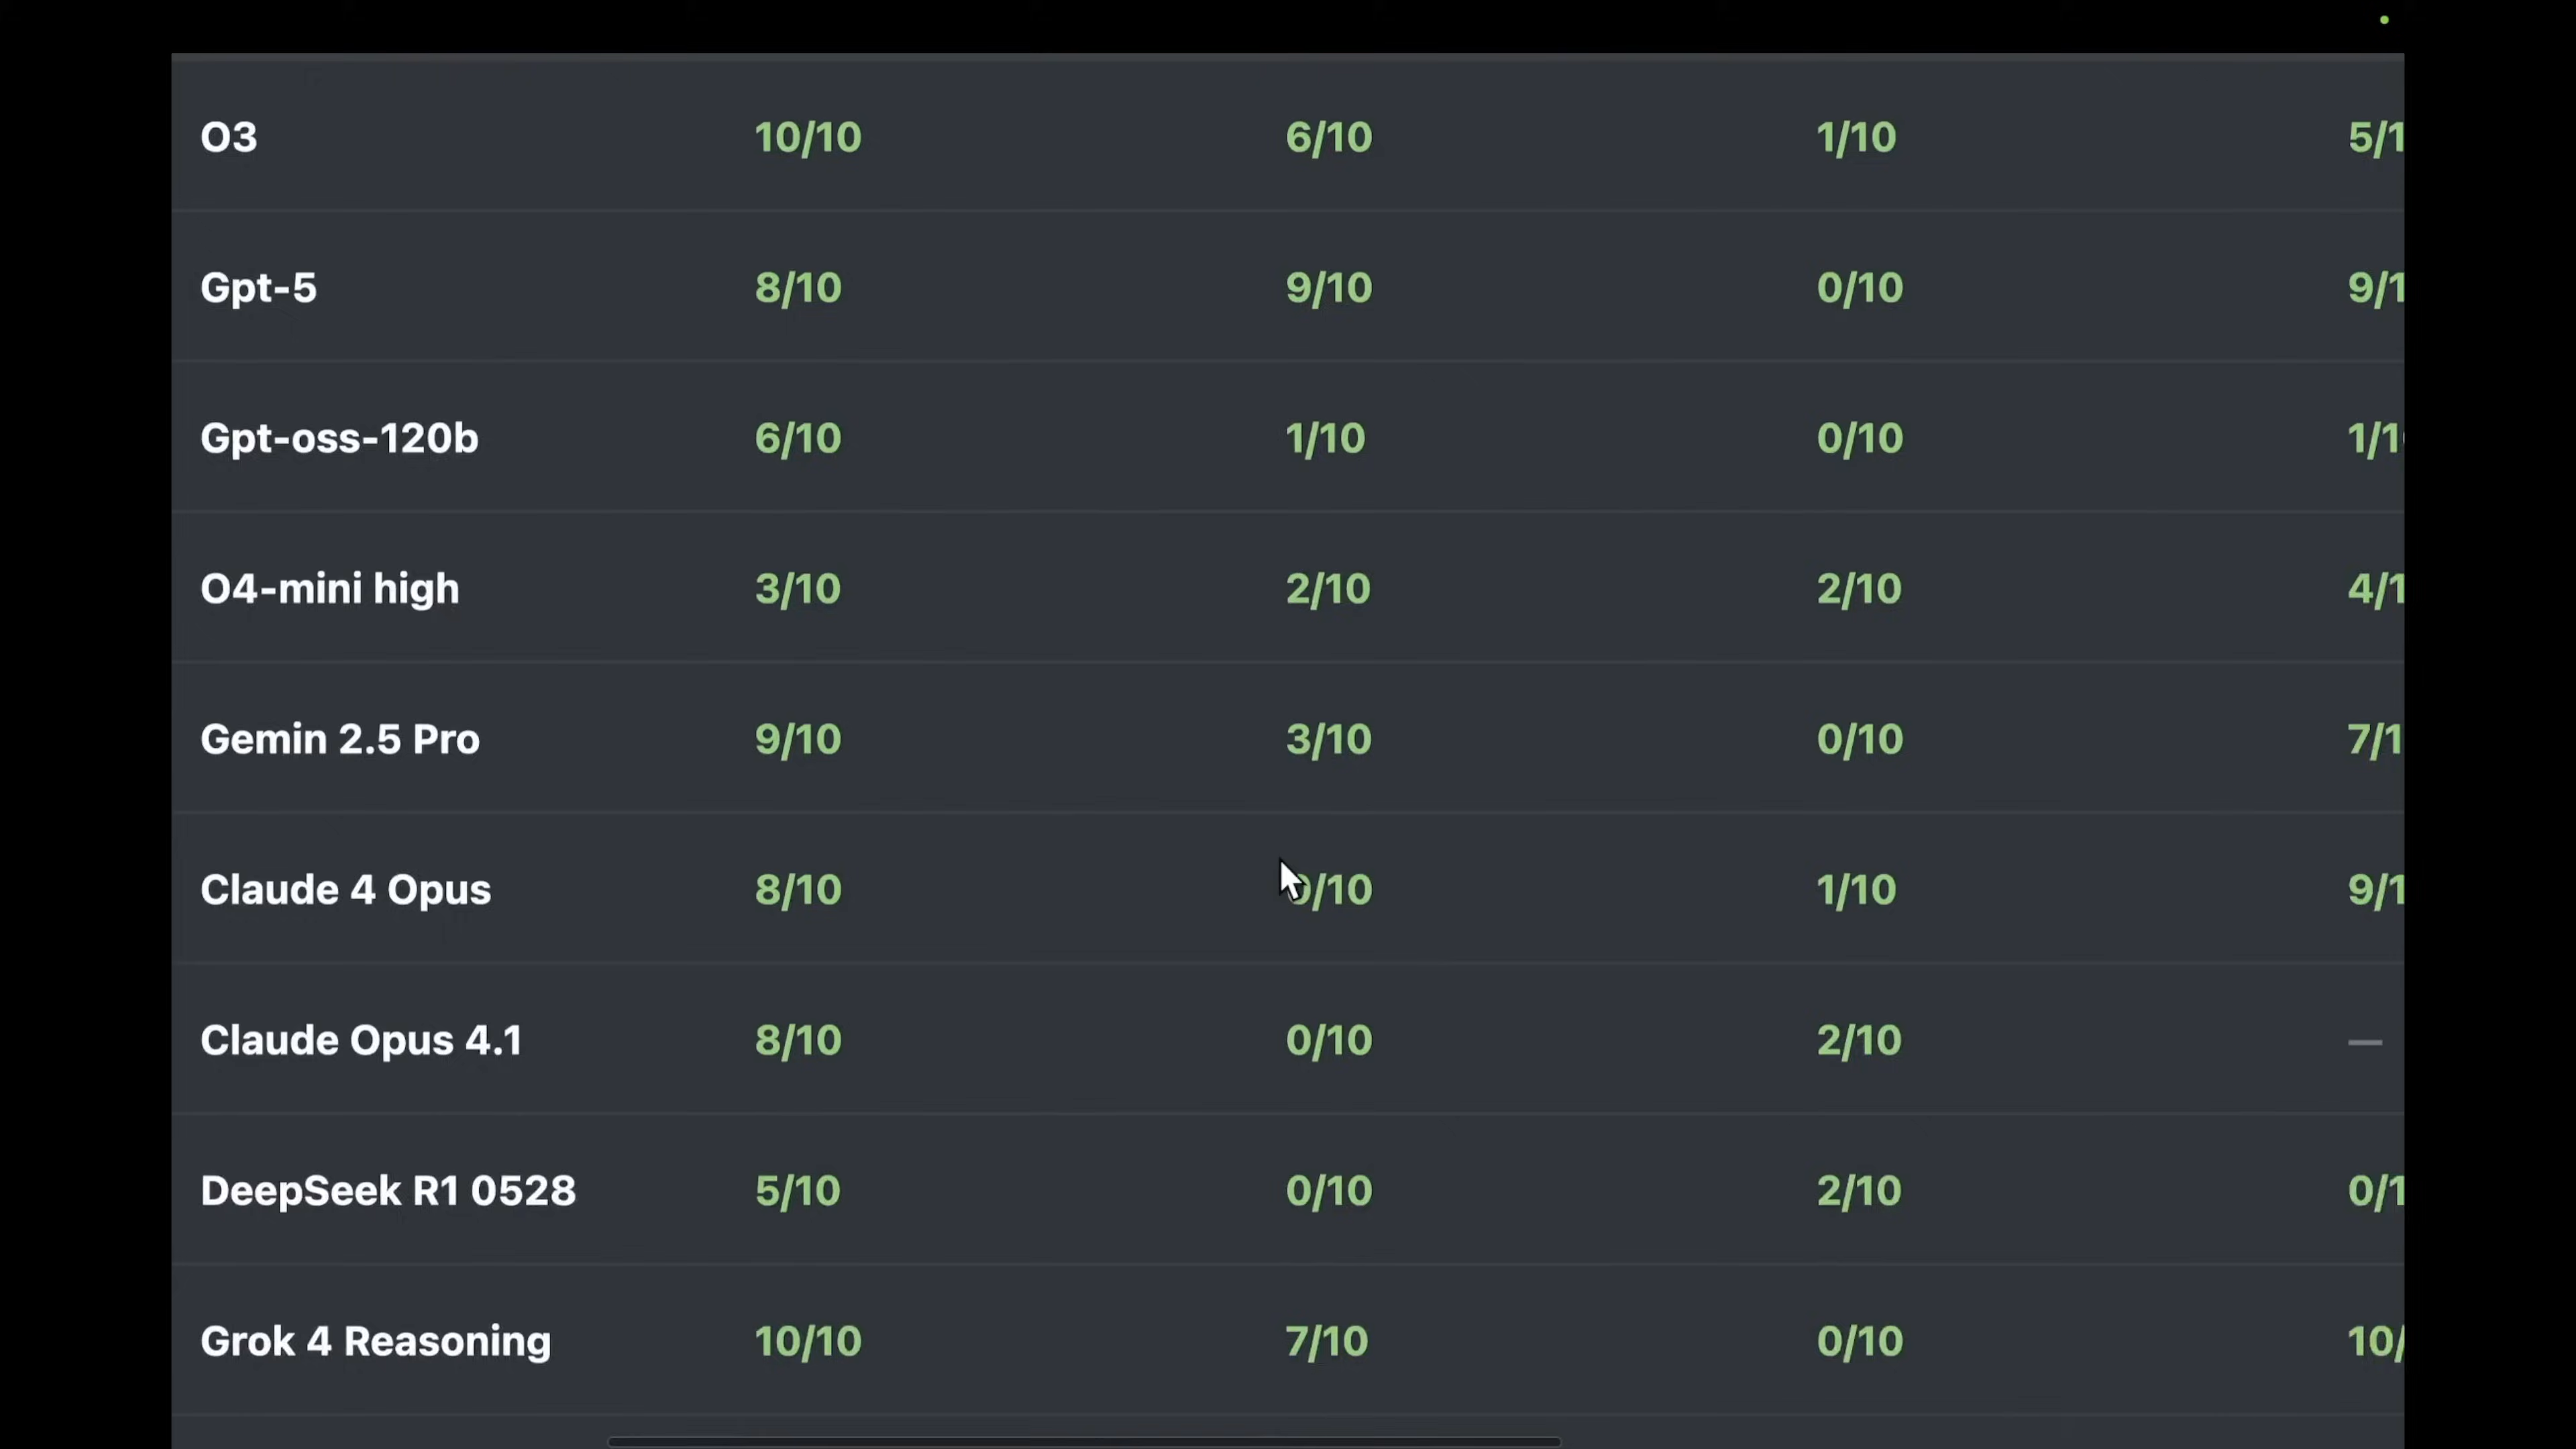 O3 10/10 6/10 1/10 5/1
Gpt-5 8/10 9/10 0/10 9/1
Gpt-oss-120b 6/10 1/10 0/10 1/1
O4-mini high 3/10 2/10 2/10 4/1
Gemin 2.5 Pro 9/10 3/10 0/10 7/1
Claude 4 Opus 8/10 /10 1/10 9/1
Claude Opus 4.1 8/10 0/10 2/10 —
DeepSeek R1 0528 5/10 0/10 2/10 0/1
Grok 4 Reasoning 10/10 7/10 0/10 10/